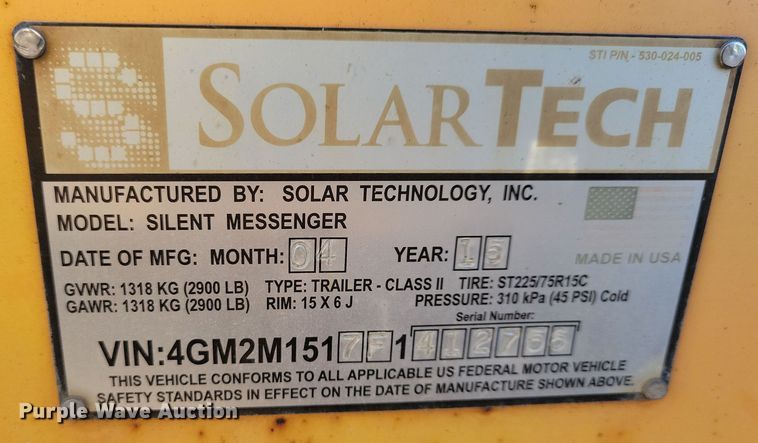 STI P/N - 530-024-005
SOLARTECH
MANUFACTURED BY: SOLAR TECHNOLOGY, INC.
MODEL: SILENT MESSENGER
DATE OF MFG: MONTH: 04 YEAR: 15 MADE IN USA
GVWR: 1318 KG (2900 LB) TYPE: TRAILER - CLASS II TIRE: ST225/75R15C
GAWR: 1318 KG (2900 LB) RIM: 15 X 6 J PRESSURE: 310 kPa (45 PSI) Cold
Serial Number:
VIN:4GM2M1517F1412755
THIS VEHICLE CONFORMS TO ALL APPLICABLE US FEDERAL MOTOR VEHICLE
SAFETY STANDARDS IN EFFECT ON THE DATE OF MANUFACTURE SHOWN ABOVE.
Purple Wave Auction